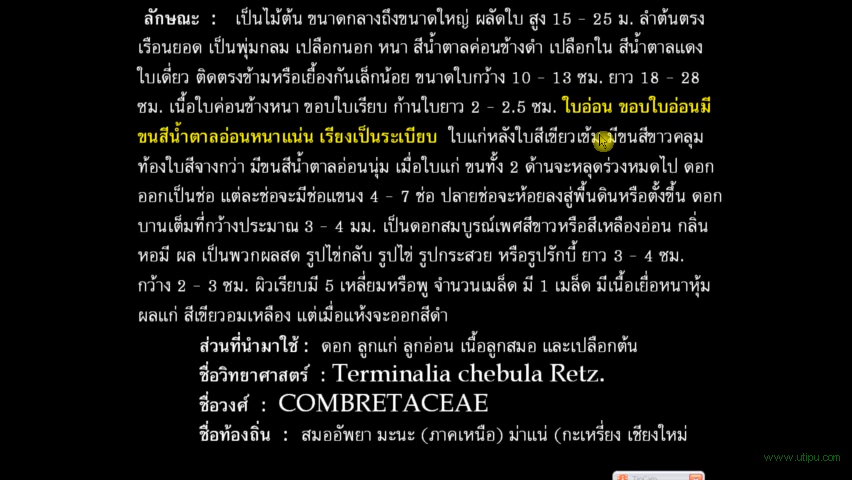 ลักษณะ : เป็นไม้ต้น ขนาดกลางถึงขนาดใหญ่ ผลัดใบ สูง 15 - 25 ม. ลำต้นตรง
เรือนยอด เป็นพุ่มกลม เปลือกนอก หนา สีน้ำตาลค่อนข้างดำ เปลือกใน สีน้ำตาลแดง
ใบเดี่ยว ติดตรงข้ามหรือเยื้องกันเล็กน้อย ขนาดใบกว้าง 10 - 13 ซม. ยาว 18 - 28
ซม. เนื้อใบค่อนข้างหนา ขอบใบเรียบ ก้านใบยาว 2 - 2.5 ซม. ใบอ่อน ขอบใบอ่อนมี
ขนสีน้ำตาลอ่อนหนาแน่น เรียงเป็นระเบียบ ใบแก่หลังใบสีเขียวเข้ม มีขนสีขาวคลุม
ท้องใบสีจางกว่า มีขนสีน้ำตาลอ่อนนุ่ม เมื่อใบแก่ ขนทั้ง 2 ด้านจะหลุดร่วงหมดไป ดอก
ออกเป็นช่อ แต่ละช่อจะมีช่อแขนง 4 - 7 ช่อ ปลายช่อจะห้อยลงสู่พื้นดินหรือตั้งขึ้น ดอก
บานเต็มที่กว้างประมาณ 3 - 4 มม. เป็นดอกสมบูรณ์เพศสีขาวหรือสีเหลืองอ่อน กลิ่น
หอมี ผล เป็นพวกผลสด รูปไข่กลับ รูปไข่ รูปกระสวย หรือรูปรักบี้ ยาว 3 - 4 ซม.
กว้าง 2 - 3 ซม. ผิวเรียบมี 5 เหลี่ยมหรือพู จำนวนเมล็ด มี 1 เมล็ด มีเนื้อเยื่อหนาหุ้ม
ผลแก่ สีเขียวอมเหลือง แต่เมื่อแห้งจะออกสีดำ
ส่วนที่นำมาใช้ : ดอก ลูกแก่ ลูกอ่อน เนื้อลูกสมอ และเปลือกต้น
ชื่อวิทยาศาสตร์ : Terminalia chebula Retz.
ชื่อวงศ์ : COMBRETACEAE
ชื่อท้องถิ่น : สมออัพยา มะนะ (ภาคเหนือ) ม่าแน่ (กะเหรี่ยง เชียงใหม่
www.utipu.com